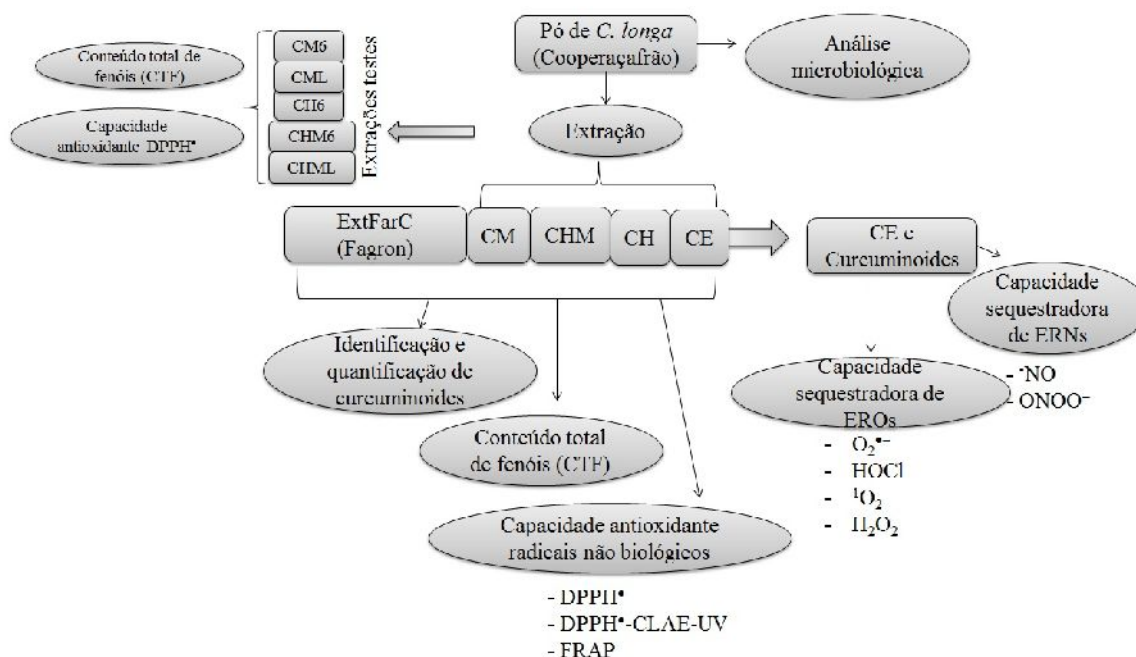 Pó de C. longa
(Cooperaçafrão)
Análise
microbiológica
Extração
Conteúdo total de
fenóis (CTF)
Capacidade
antioxidante DPPH•
CM6
CML
CH6
CHM6
CHML
Extrações testes
ExtFarC
(Fagron)
CM
CHM
CH
CE
CE e
Curcuminoides
Capacidade
sequestradora
de ERNs
- •NO
- ONOO⁻
Capacidade
sequestradora de
EROs
- O₂•⁻
- HOCl
- ¹O₂
- H₂O₂
Identificação e
quantificação de
curcuminoides
Conteúdo total
de fenóis (CTF)
Capacidade antioxidante
radicais não biológicos
- DPPH•
- DPPH•-CLAE-UV
- FRAP